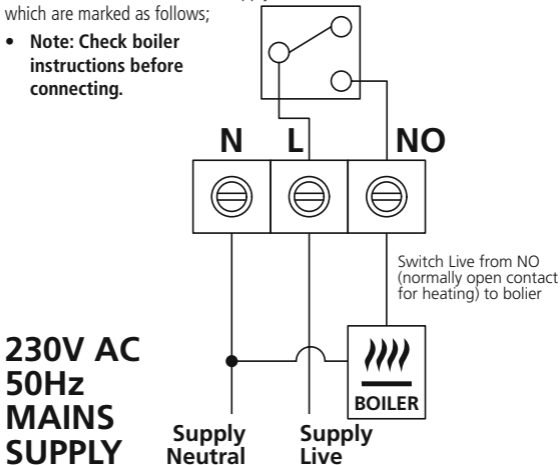 which are marked as follows;
• Note: Check boiler
instructions before
connecting.
N L NO
Switch Live from NO
(normally open contact
for heating) to bolier
BOILER
230V AC
50Hz
MAINS
SUPPLY
Supply
Neutral
Supply
Live